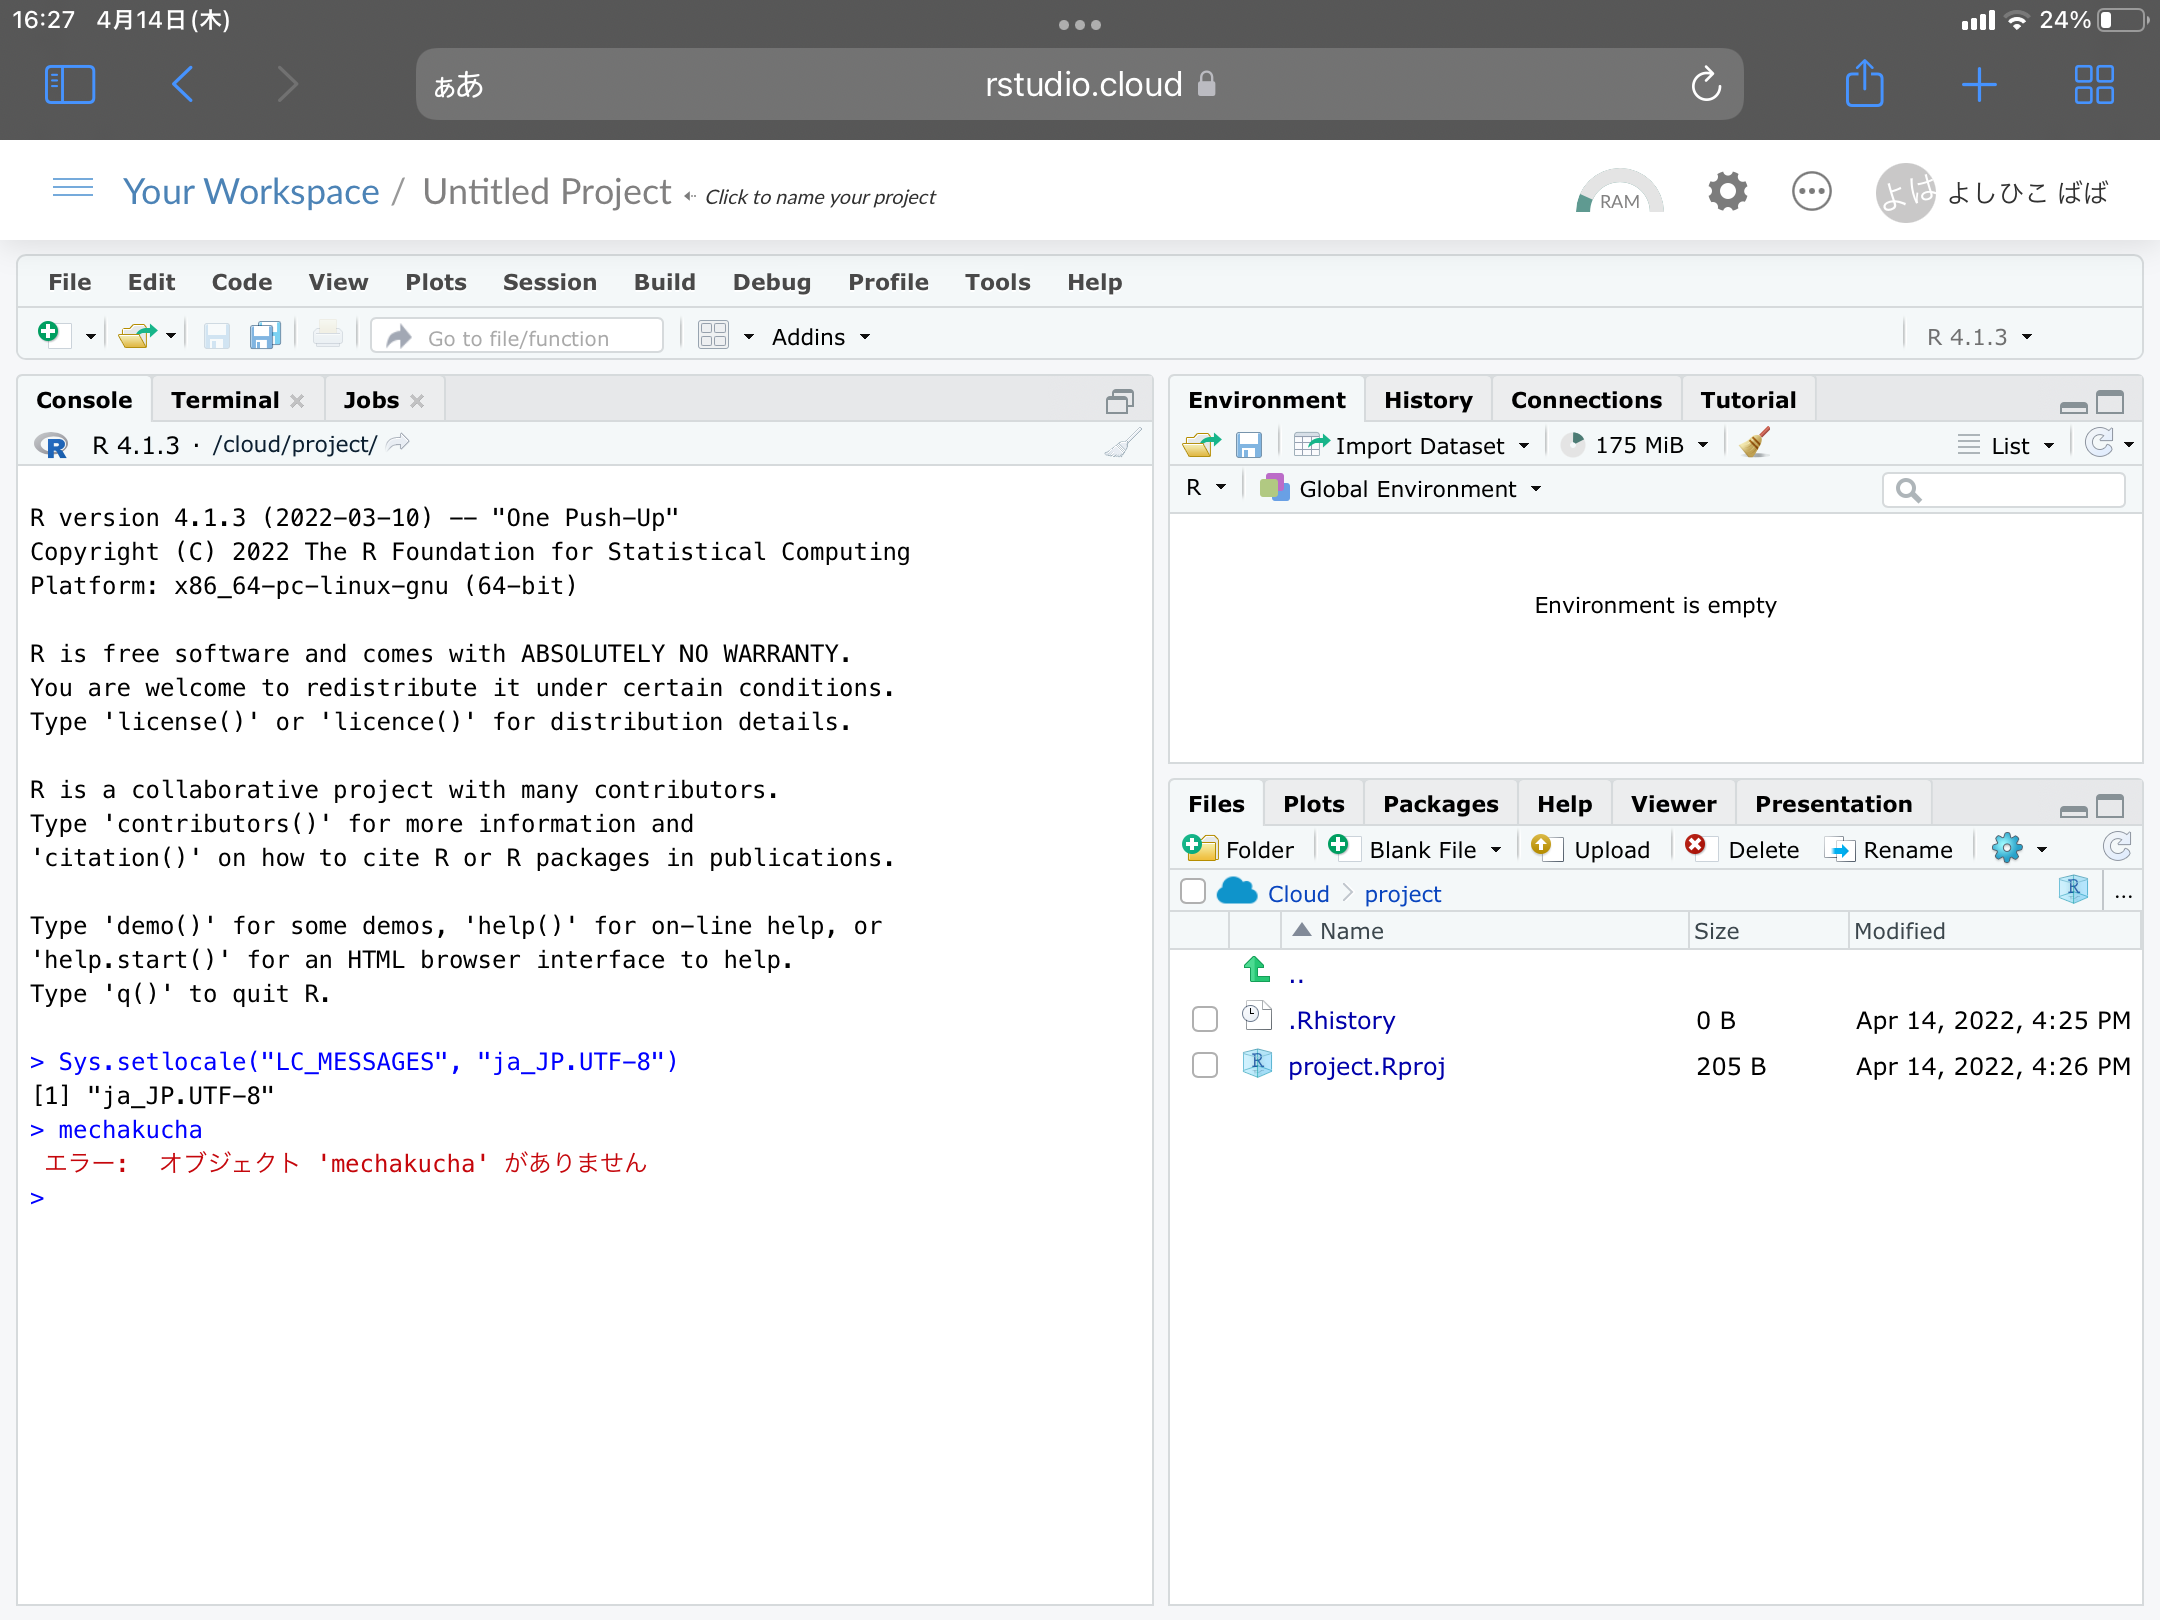 16:27 4月14日(木)
24%
ぁあ rstudio.cloud
Your Workspace / Untitled Project Click to name your project
RAM
よは よしひこ ばば
File Edit Code View Plots Session Build Debug Profile Tools Help
Go to file/function Addins R 4.1.3
Console Terminal Jobs
R 4.1.3 · /cloud/project/
R version 4.1.3 (2022-03-10) -- "One Push-Up"
Copyright (C) 2022 The R Foundation for Statistical Computing
Platform: x86_64-pc-linux-gnu (64-bit)
R is free software and comes with ABSOLUTELY NO WARRANTY.
You are welcome to redistribute it under certain conditions.
Type 'license()' or 'licence()' for distribution details.
R is a collaborative project with many contributors.
Type 'contributors()' for more information and
'citation()' on how to cite R or R packages in publications.
Type 'demo()' for some demos, 'help()' for on-line help, or
'help.start()' for an HTML browser interface to help.
Type 'q()' to quit R.
> Sys.setlocale("LC_MESSAGES", "ja_JP.UTF-8")
[1] "ja_JP.UTF-8"
> mechakucha
エラー: オブジェクト 'mechakucha' がありません
>
Environment History Connections Tutorial
Import Dataset 175 MiB List
R Global Environment
Environment is empty
Files Plots Packages Help Viewer Presentation
Folder Blank File Upload Delete Rename
Cloud project R ...
Name Size Modified
..
.Rhistory 0 B Apr 14, 2022, 4:25 PM
project.Rproj 205 B Apr 14, 2022, 4:26 PM